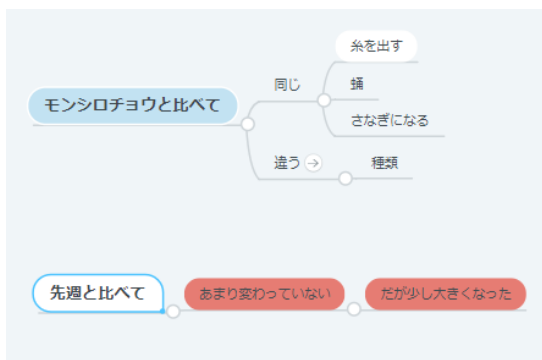 モンシロチョウと比べて
同じ
糸を出す
蛹
さなぎになる
違う
種類
先週と比べて
あまり変わっていない
だが少し大きくなった